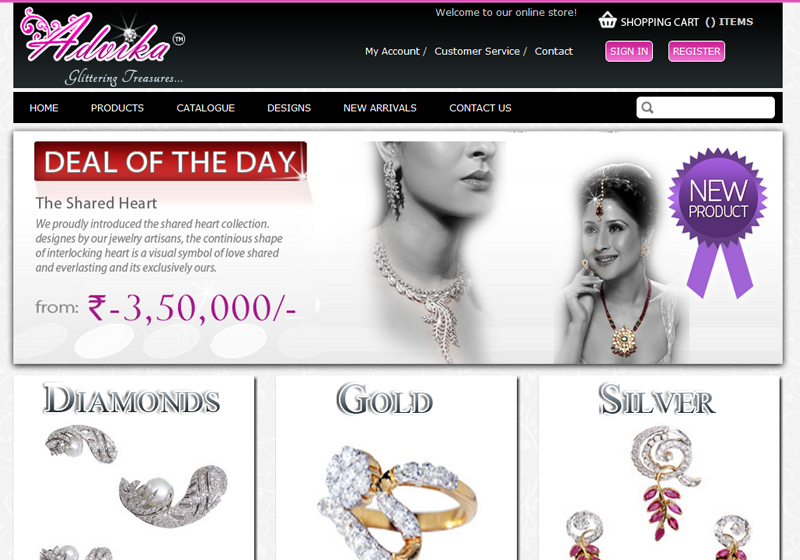 Welcome to our online store!
SHOPPING CART () ITEMS
Advika TM
Glittering Treasures...
My Account / Customer Service / Contact
SIGN IN
REGISTER
HOME PRODUCTS CATALOGUE DESIGNS NEW ARRIVALS CONTACT US
DEAL OF THE DAY
The Shared Heart
We proudly introduced the shared heart collection.
designes by our jewelry artisans, the continious shape
of interlocking heart is a visual symbol of love shared
and everlasting and its exclusively ours.
from: ₹-3,50,000/-
NEW
PRODUCT
DIAMONDS
GOLD
SILVER